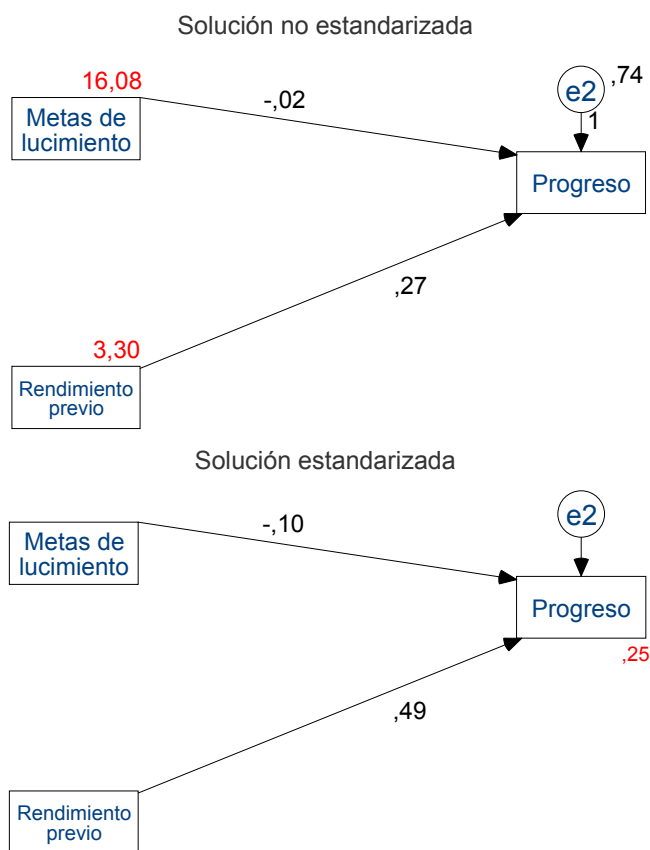 Solución no estandarizada
16,08
Metas de
lucimiento
-,02
e2
,74
1
Progreso
,27
3,30
Rendimiento
previo
Solución estandarizada
Metas de
lucimiento
-,10
e2
Progreso
,25
,49
Rendimiento
previo